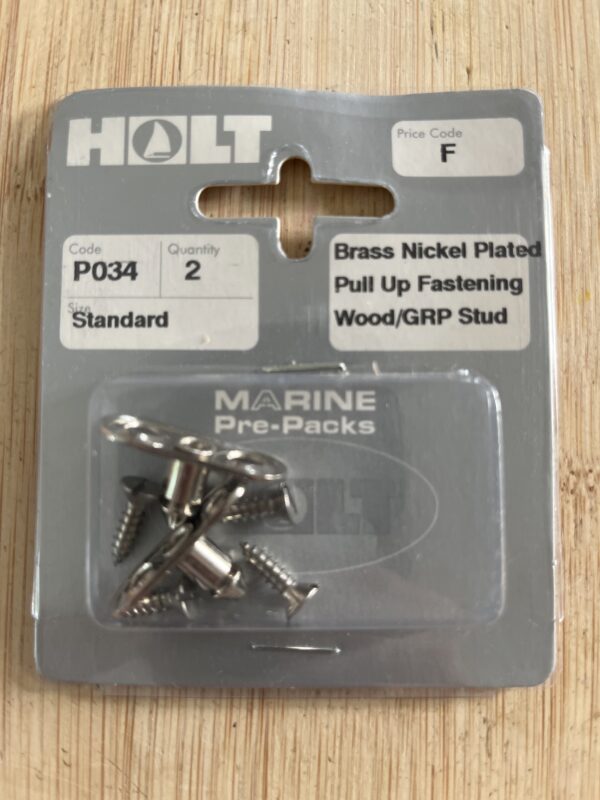 HOLT
Price Code
F
Code
P034
Quantity
2
Size
Standard
Brass Nickel Plated
Pull Up Fastening
Wood/GRP Stud
MARINE
Pre-Packs
HOLT